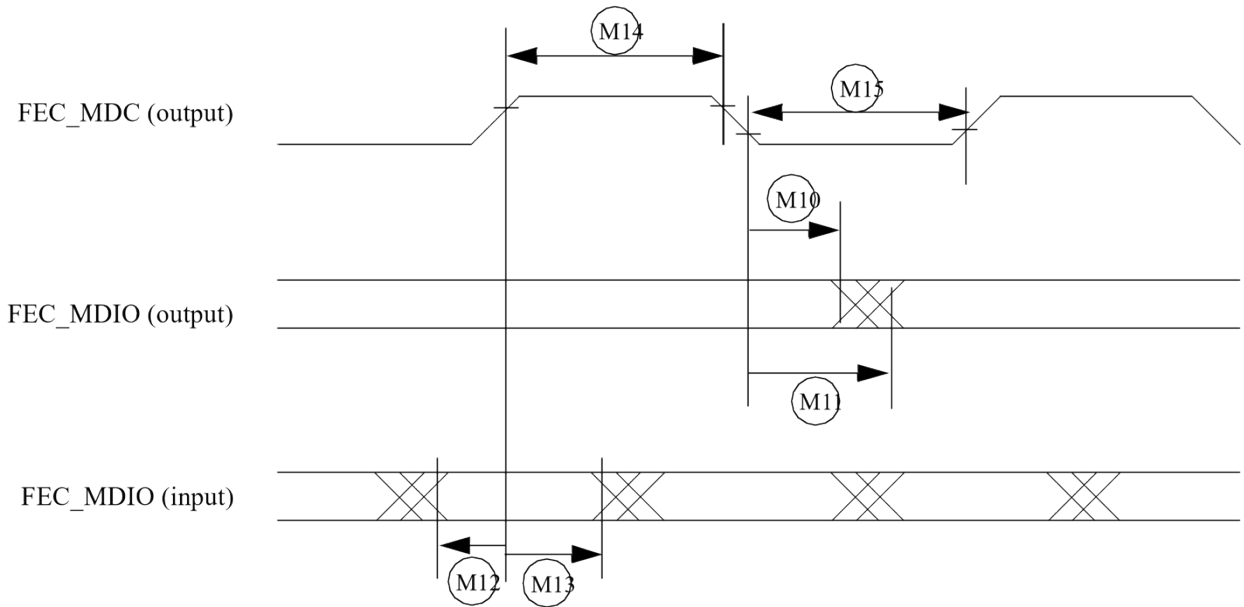 M14
FEC_MDC (output)
M15
M10
FEC_MDIO (output)
M11
FEC_MDIO (input)
M12
M13